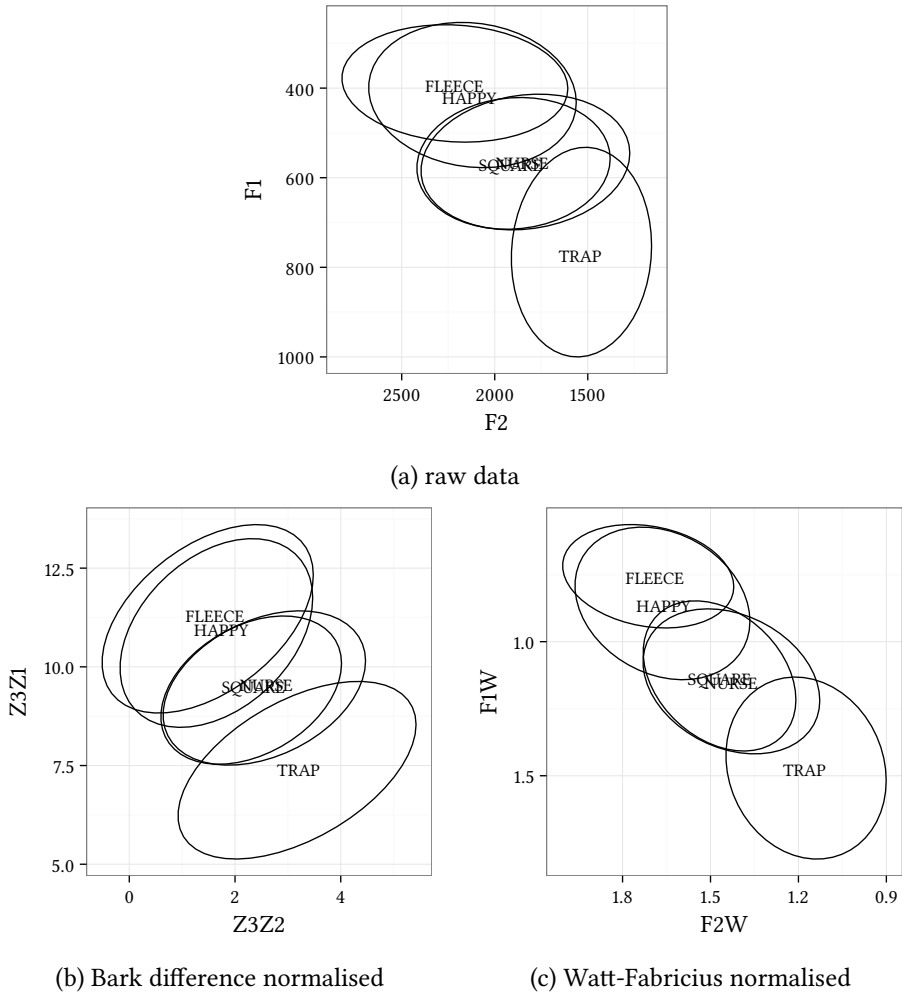 400
600
800
1000
F1
FLEECE
HAPPY
NURSE
SQUARE
TRAP
2500 2000 1500
F2
(a) raw data
12.5
10.0
7.5
5.0
Z3Z1
FLEECE
HAPPY
NURSE
SQUARE
TRAP
0 2 4
Z3Z2
(b) Bark difference normalised
1.0
1.5
F1W
FLEECE
HAPPY
SQUARE
NURSE
TRAP
1.8 1.5 1.2 0.9
F2W
(c) Watt-Fabricius normalised